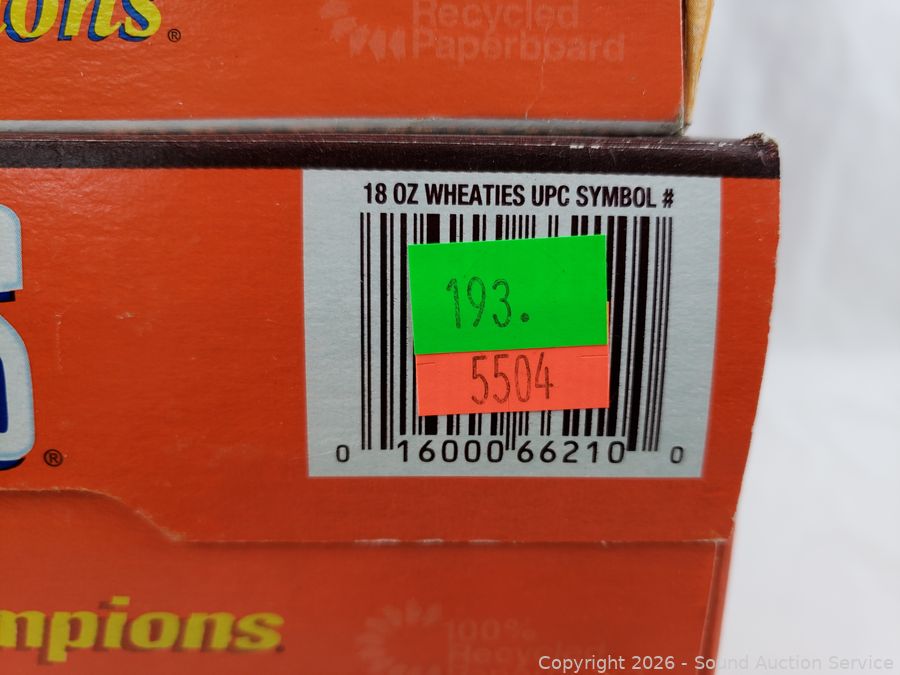 ons.®
Recycled
Paperboard
18 OZ WHEATIES UPC SYMBOL #
193.
5504
0 16000 66210 0
S®
mpions.
100%
Recycled
Copyright 2026 - Sound Auction Service